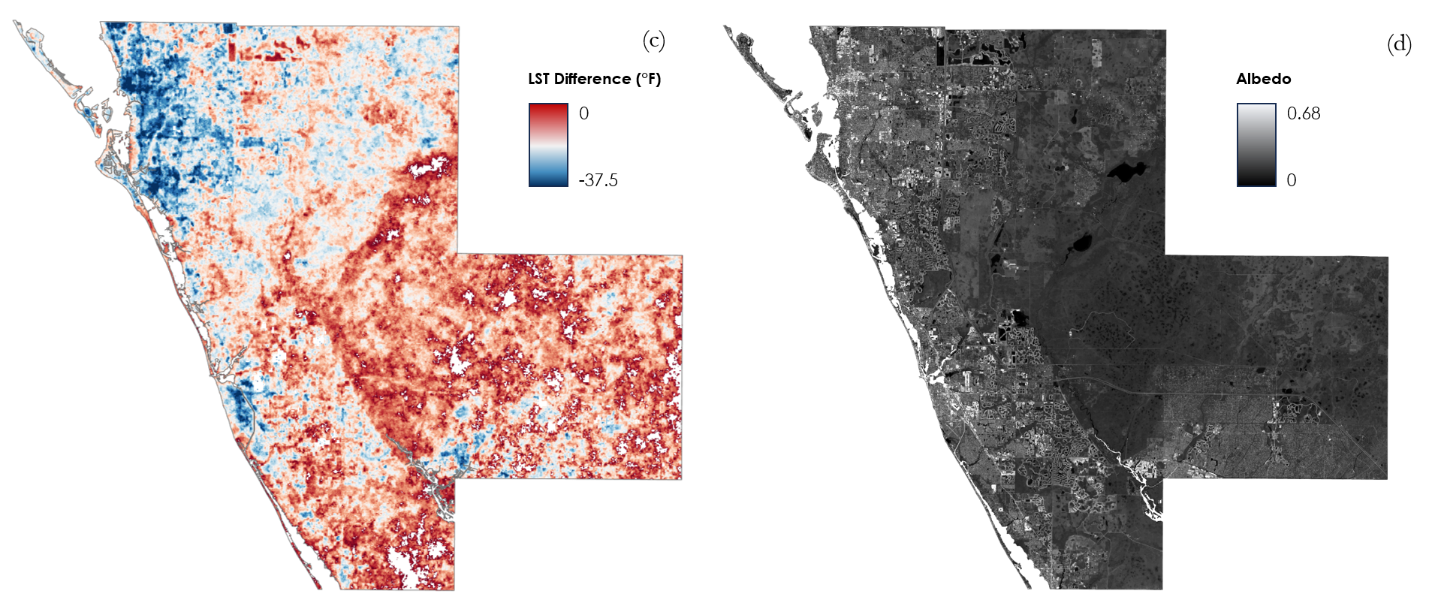 (c)
LST Difference (°F)
0
-37.5
(d)
Albedo
0.68
0